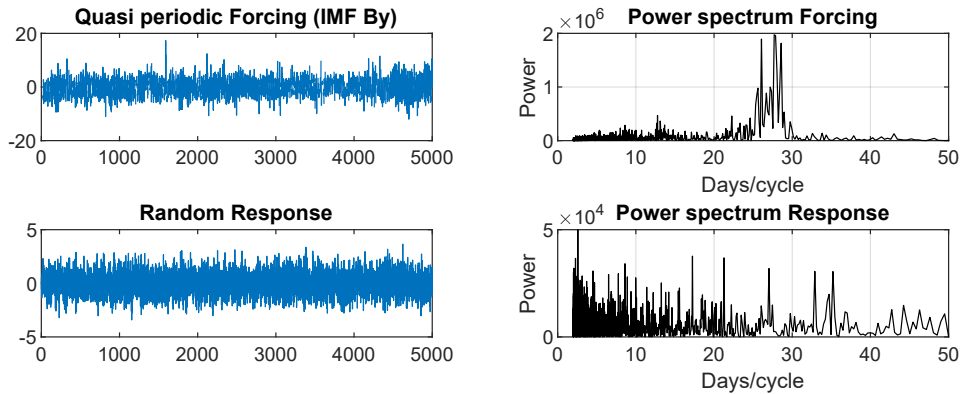 Quasi periodic Forcing (IMF By)
20
0
-20
0 1000 2000 3000 4000 5000
Power spectrum Forcing
×10⁶
2
1
0
Power
0 10 20 30 40 50
Days/cycle
Random Response
5
0
-5
0 1000 2000 3000 4000 5000
Power spectrum Response
×10⁴
5
0
Power
0 10 20 30 40 50
Days/cycle